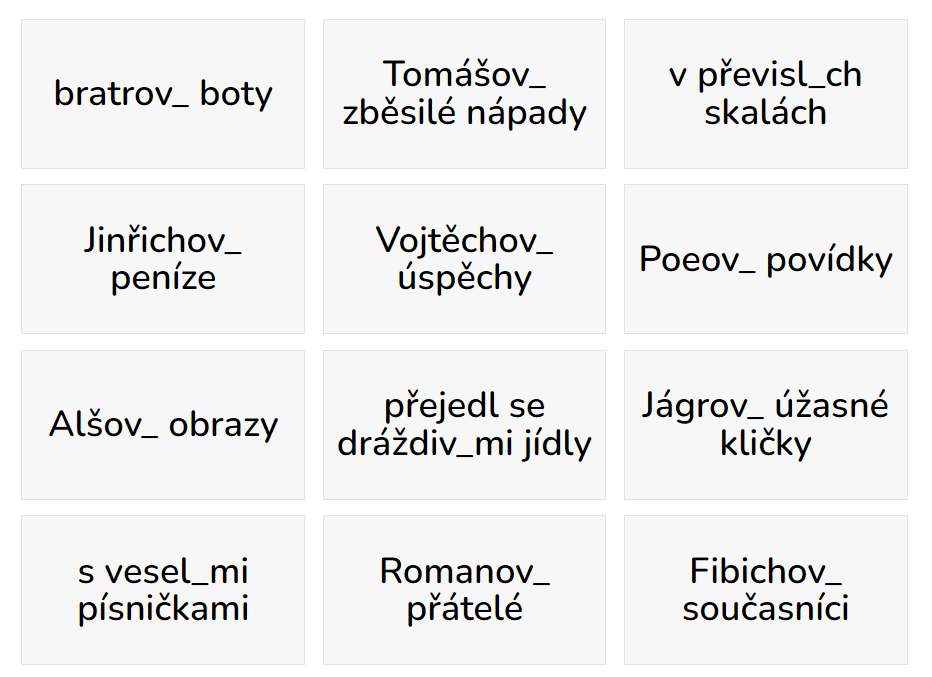 bratrov_ boty
Tomášov_
zběsilé nápady
v převisl_ch
skalách
Jinřichov_
peníze
Vojtěchov_
úspěchy
Poeov_ povídky
Alšov_ obrazy
přejedl se
dráždiv_mi jídly
Jágrov_ úžasné
kličky
s vesel_mi
písničkami
Romanov_
přátelé
Fibichov_
současníci